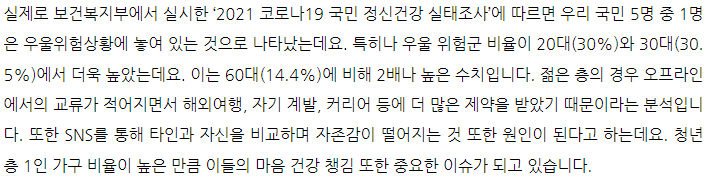 실제로 보건복지부에서 실시한 ‘2021 코로나19 국민 정신건강 실태조사’에 따르면 우리 국민 5명 중 1명
은 우울위험상황에 놓여 있는 것으로 나타났는데요. 특히나 우울 위험군 비율이 20대(30%)와 30대(30.
5%)에서 더욱 높았는데요. 이는 60대(14.4%)에 비해 2배나 높은 수치입니다. 젊은 층의 경우 오프라인
에서의 교류가 적어지면서 해외여행, 자기 계발, 커리어 등에 더 많은 제약을 받았기 때문이라는 분석입니
다. 또한 SNS를 통해 타인과 자신을 비교하며 자존감이 떨어지는 것 또한 원인이 된다고 하는데요. 청년
층 1인 가구 비율이 높은 만큼 이들의 마음 건강 챙김 또한 중요한 이슈가 되고 있습니다.